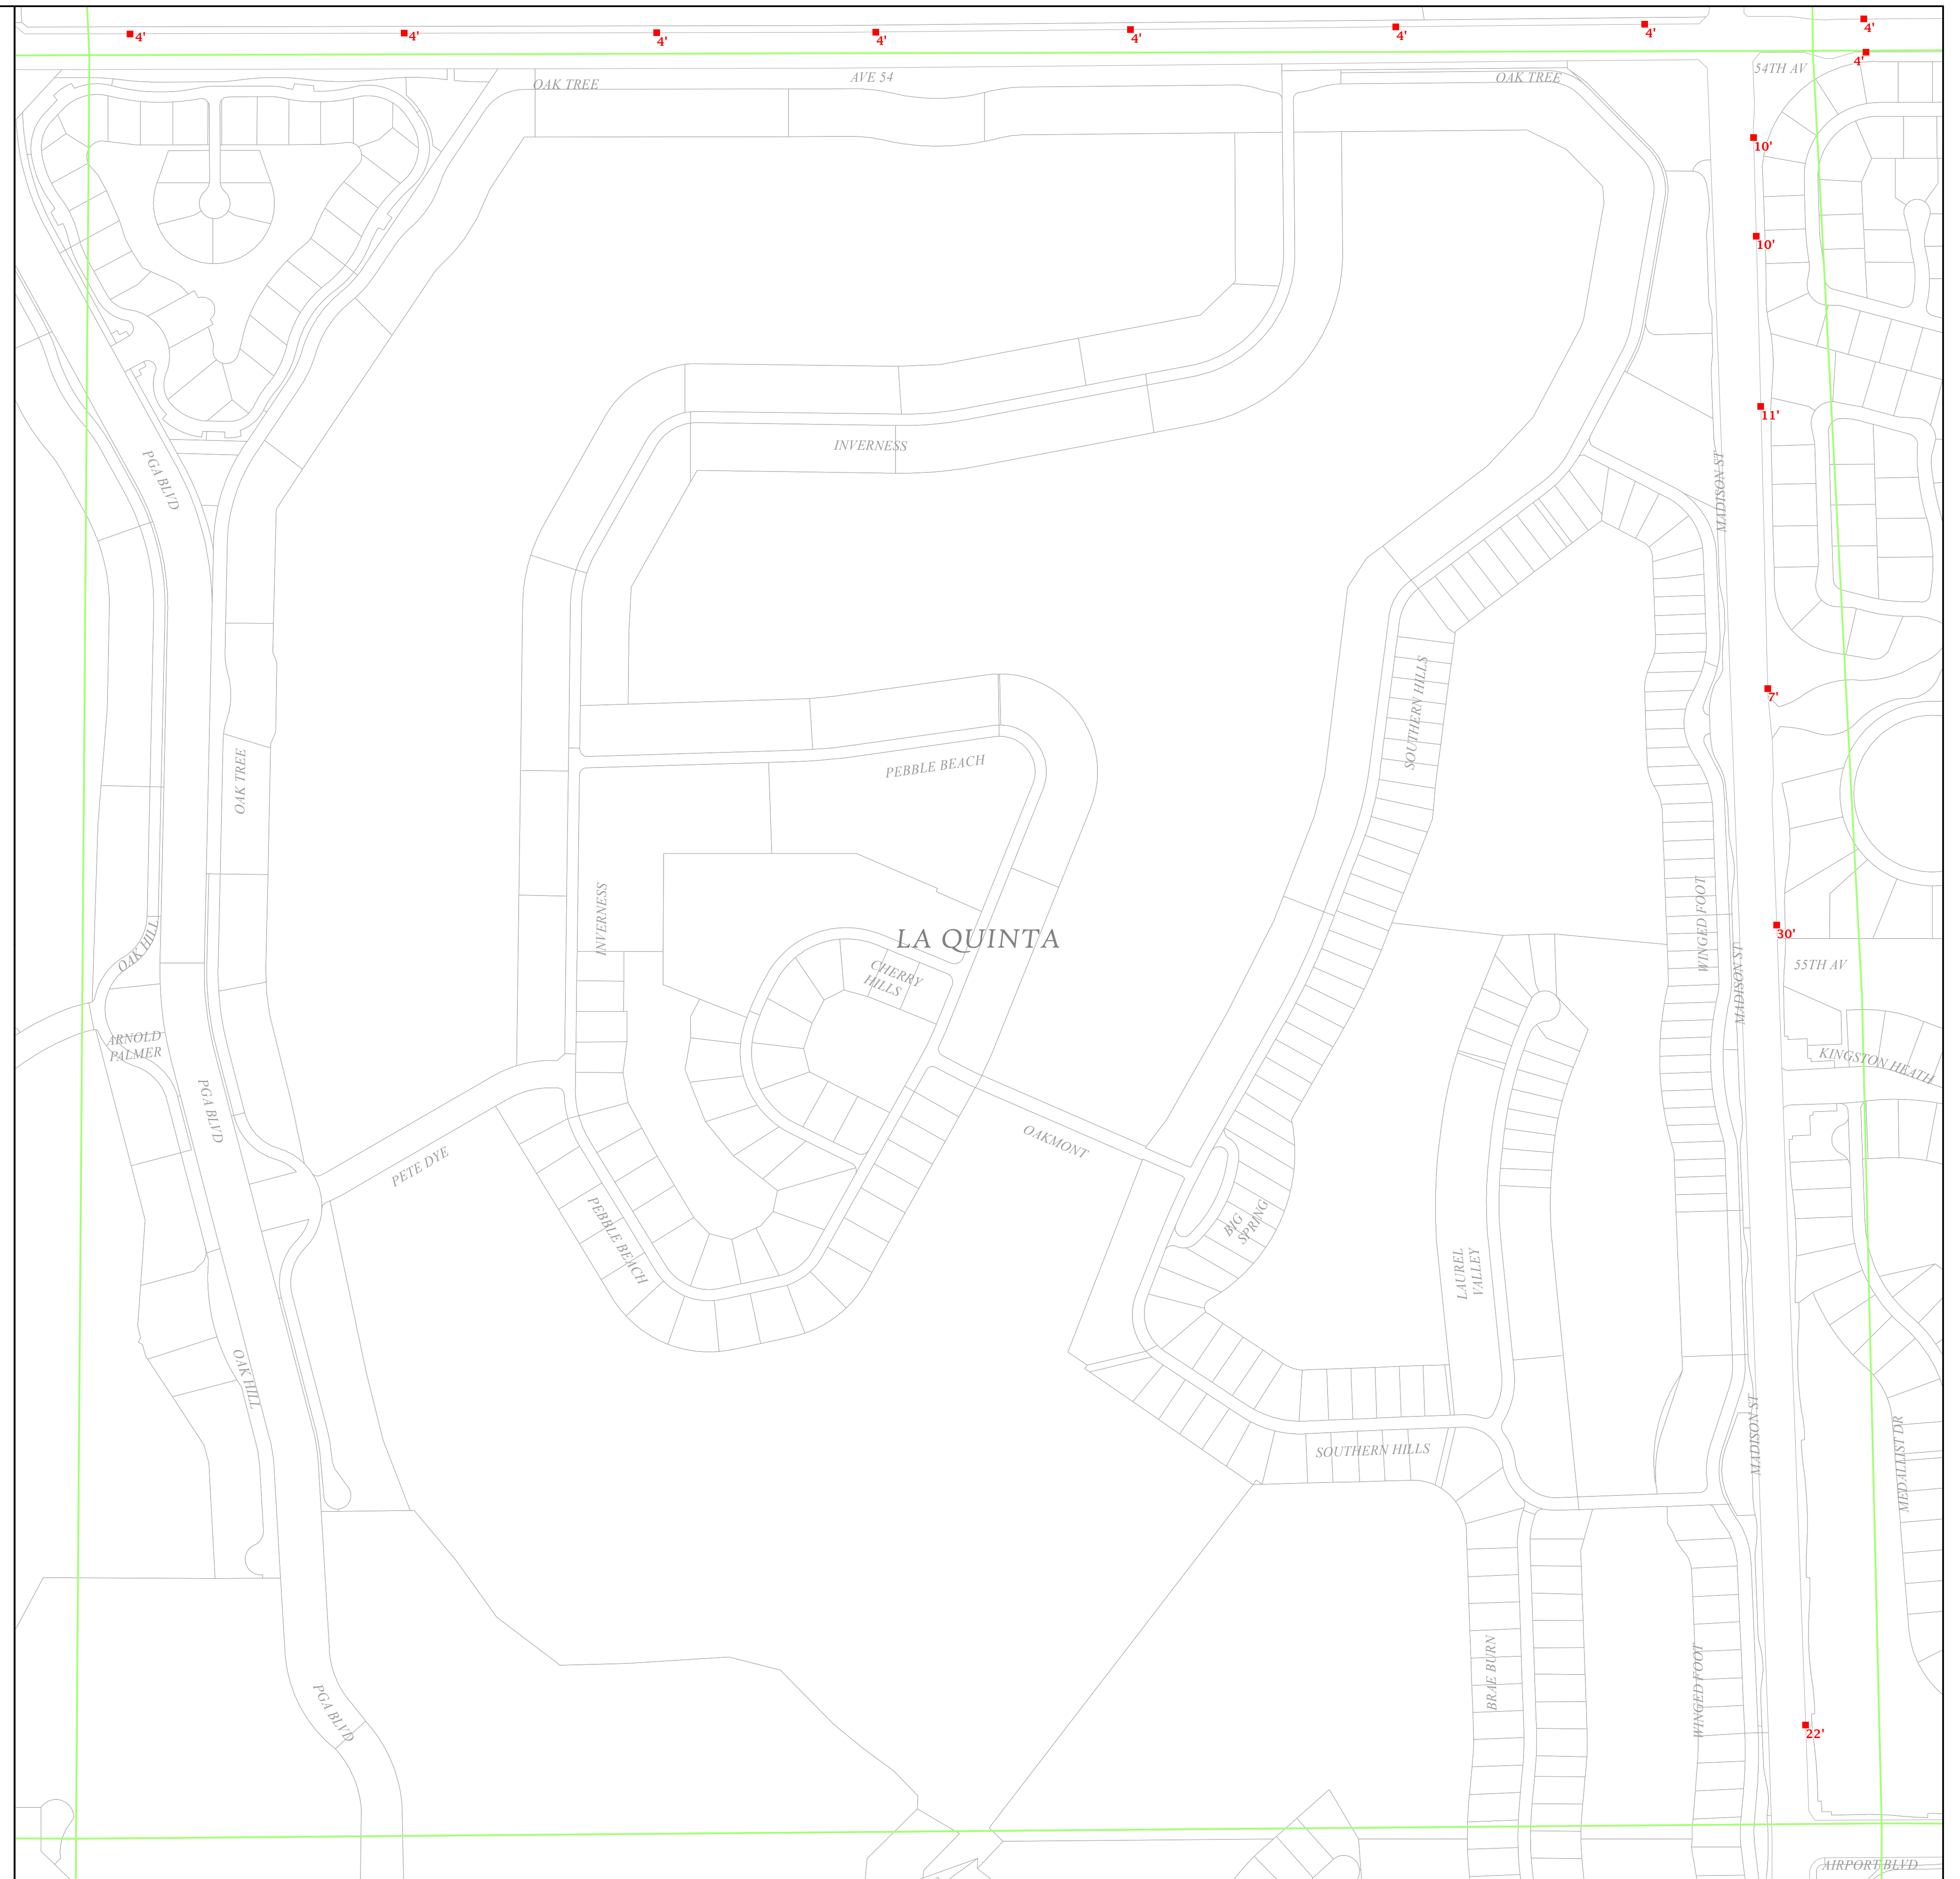 4'
4'
4'
4'
4'
4'
4'
4'
4'
OAK TREE
AVE 54
OAK TREE
54TH AV
10'
10'
11'
INVERNESS
PGA BLVD
MADISON ST
7'
SOUTHERN HILLS
OAK TREE
PEBBLE BEACH
INVERNESS
WINGED FOOT
30'
LA QUINTA
OAK HILL
CHERRY
HILLS
55TH AV
MADISON ST
ARNOLD
PALMER
KINGSTON HEATH
PGA BLVD
OAKMONT
PETE DYE
PEBBLE BEACH
BIG
SPRING
LAUREL
VALLEY
OAK HILL
SOUTHERN HILLS
MADISON ST
MEDALLIST DR
BRAE BURN
WINGED FOOT
PGA BLVD
22'
AIRPORT BLVD